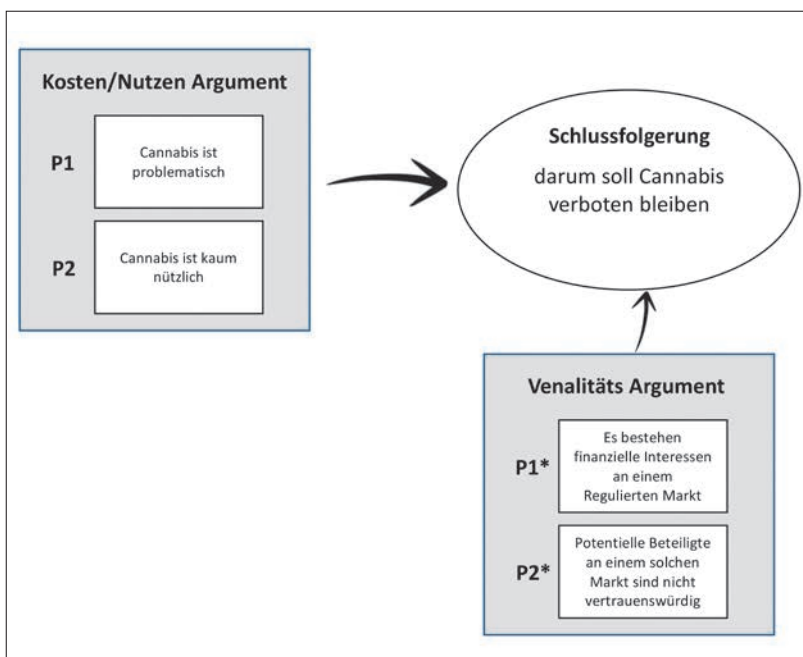 Kosten/Nutzen Argument
P1
Cannabis ist
problematisch
P2
Cannabis ist kaum
nützlich
Schlussfolgerung
darum soll Cannabis
verboten bleiben
Venalitäts Argument
P1*
Es bestehen
finanzielle Interessen
an einem
Regulierten Markt
P2*
Potentielle Beteiligte
an einem solchen
Markt sind nicht
vertrauenswürdig